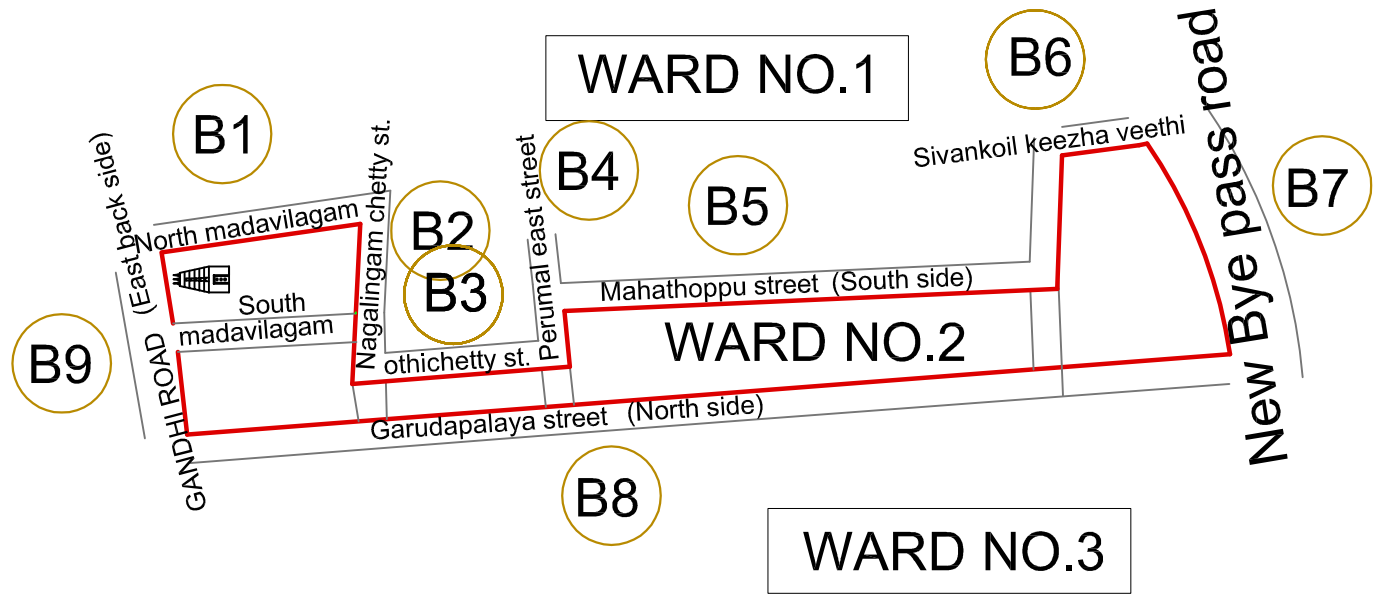 WARD NO.1
B6
B1
New Bye pass road
Sivankoil keezha veethi
B4
B7
B5
(East back side)
North madavilagam
Nagalingam chetty st.
B2
Perumal east street
B3
South
madavilagam
Mahathoppu street (South side)
WARD NO.2
B9
othichetty st.
GANDHI ROAD
Garudapalaya street (North side)
B8
WARD NO.3